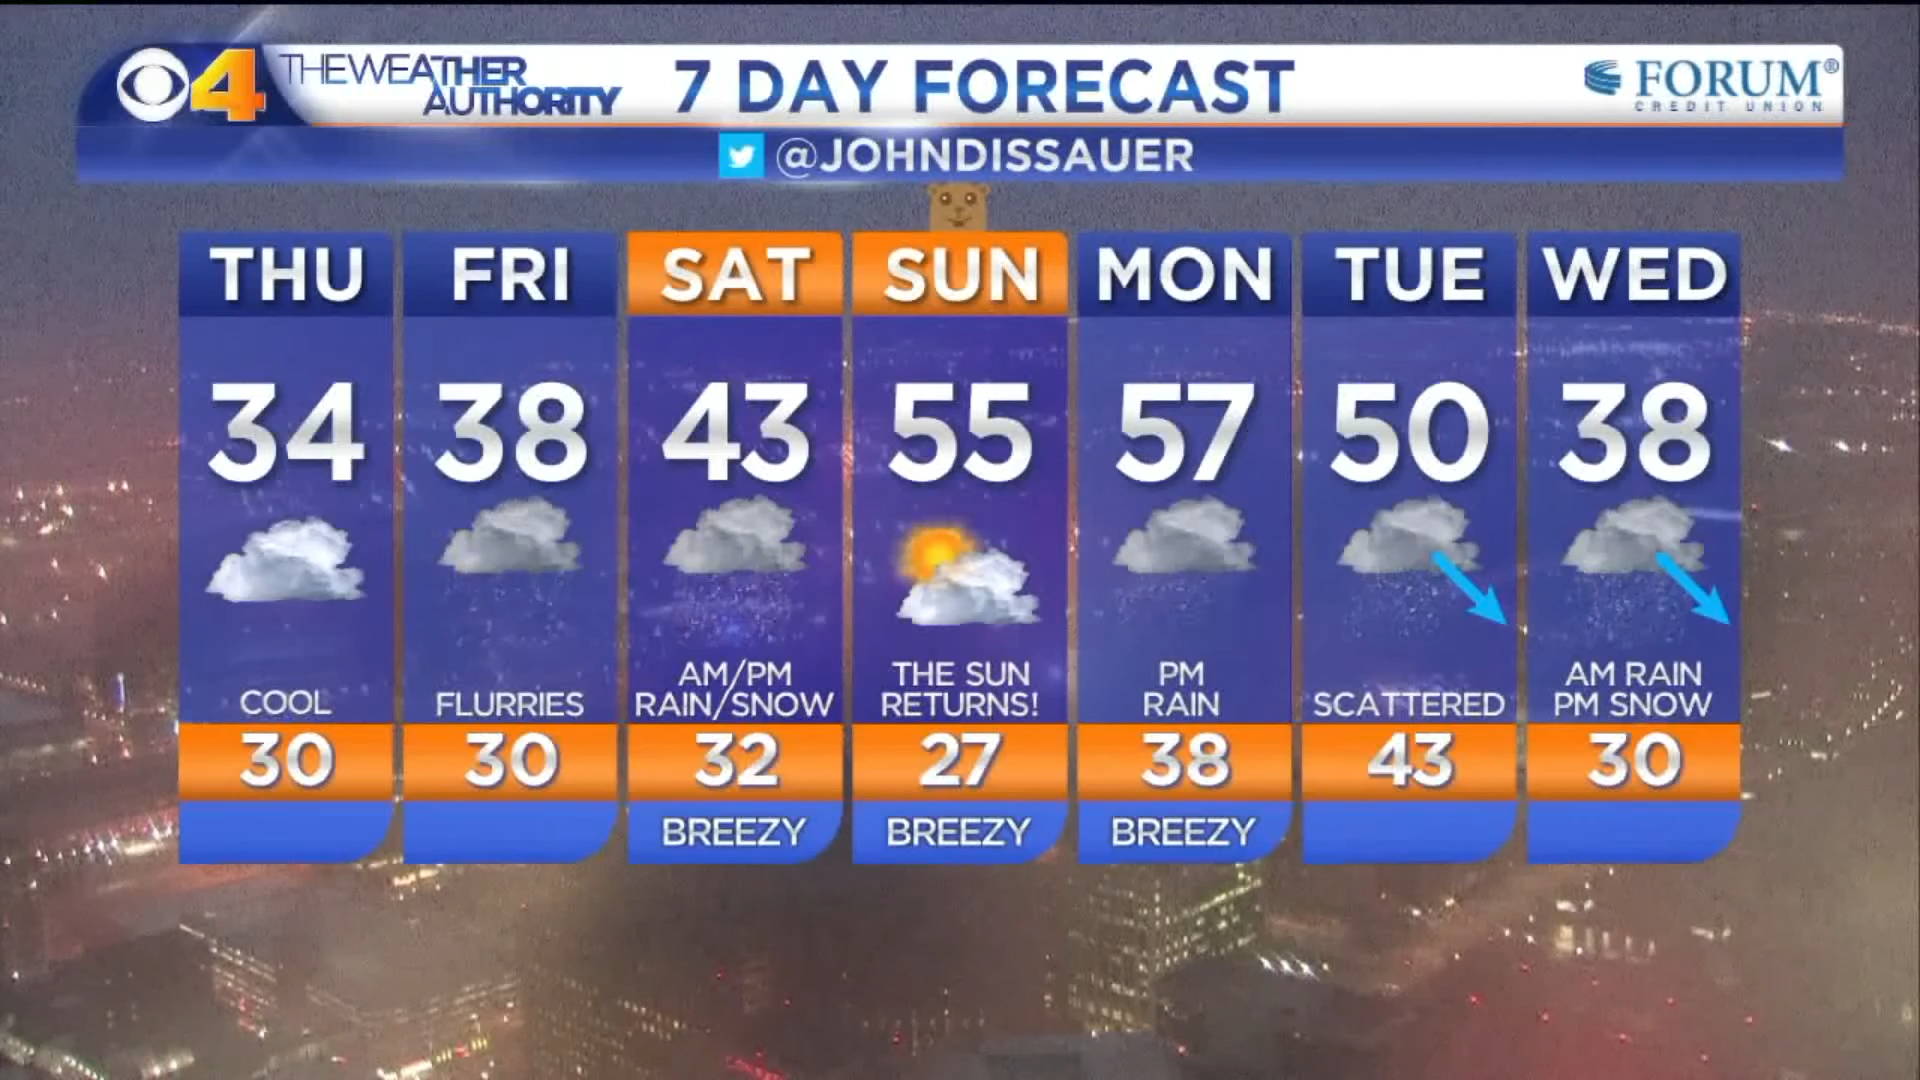 4 THE WEATHER
AUTHORITY
7 DAY FORECAST
FORUM®
CREDIT UNION
@JOHNDISSAUER
THU FRI SAT SUN MON TUE WED
34 38 43 55 57 50 38
COOL
FLURRIES
AM/PM
RAIN/SNOW
THE SUN
RETURNS!
PM
RAIN
SCATTERED
AM RAIN
PM SNOW
30 30 32 27 38 43 30
BREEZY BREEZY BREEZY